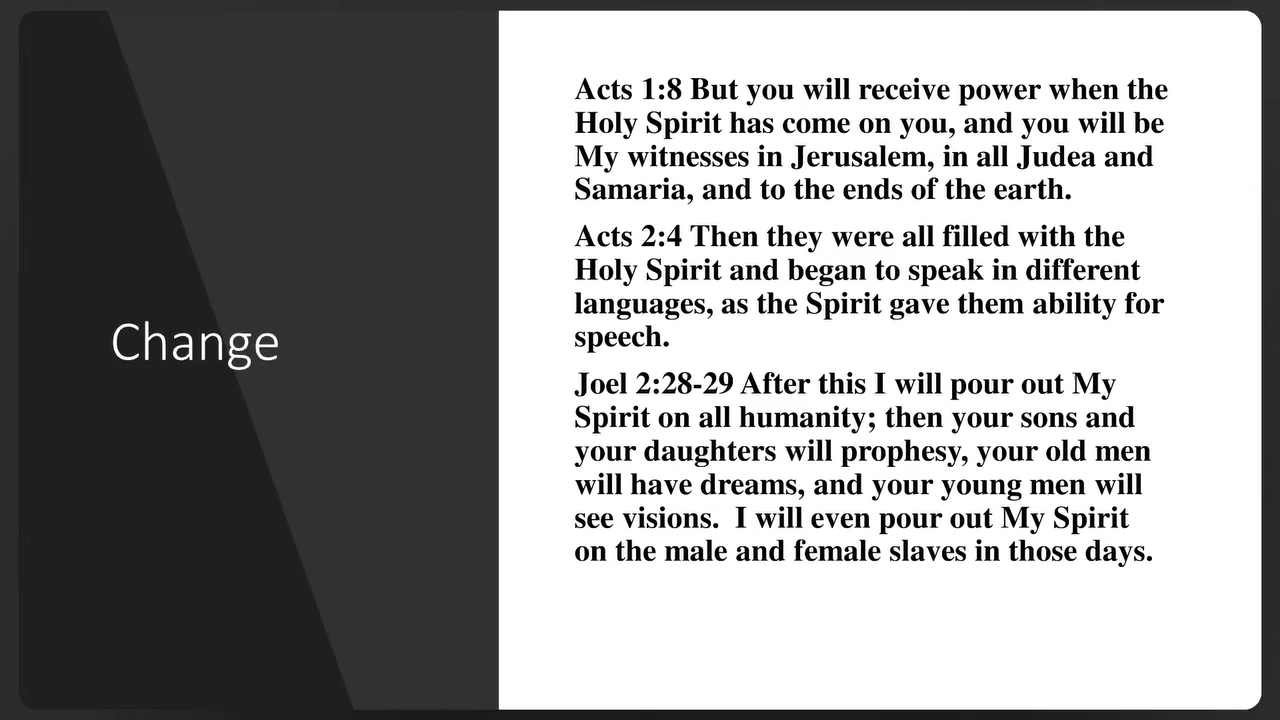 Change
Acts 1:8 But you will receive power when the
Holy Spirit has come on you, and you will be
My witnesses in Jerusalem, in all Judea and
Samaria, and to the ends of the earth.
Acts 2:4 Then they were all filled with the
Holy Spirit and began to speak in different
languages, as the Spirit gave them ability for
speech.
Joel 2:28-29 After this I will pour out My
Spirit on all humanity; then your sons and
your daughters will prophesy, your old men
will have dreams, and your young men will
see visions.  I will even pour out My Spirit
on the male and female slaves in those days.